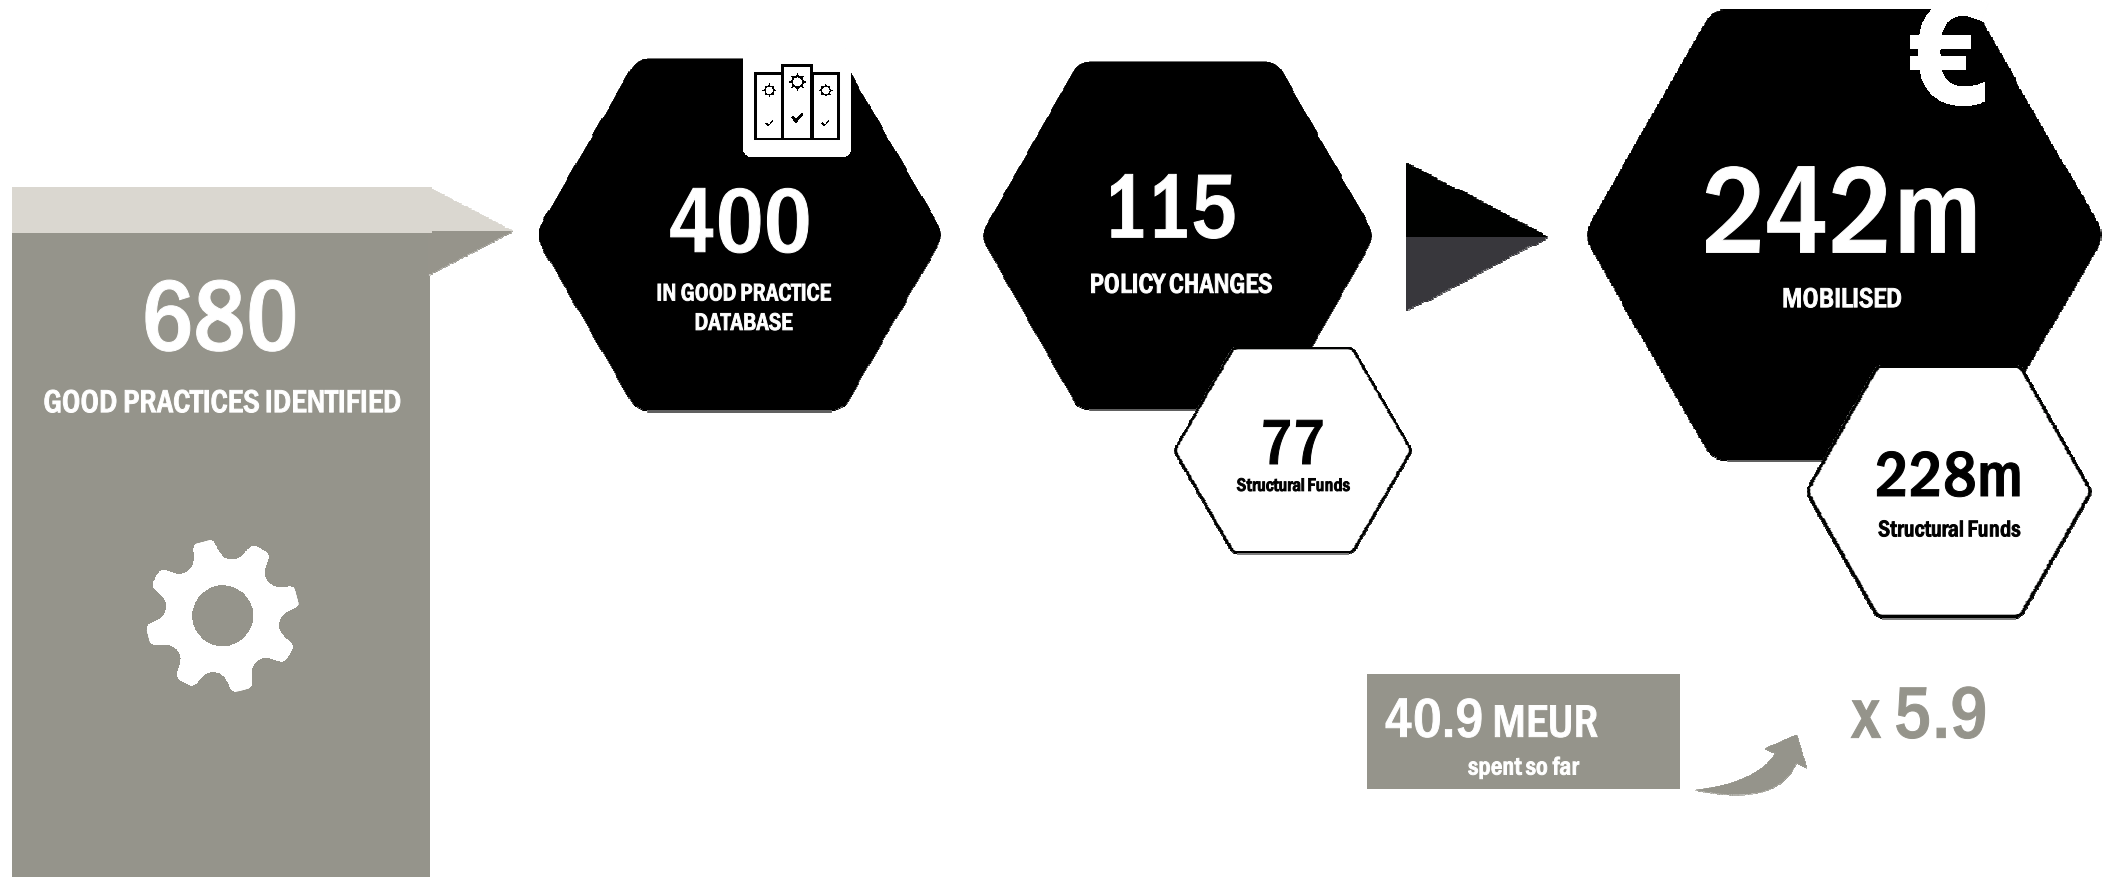 680
GOOD PRACTICES IDENTIFIED
400
IN GOOD PRACTICE
DATABASE
115
POLICY CHANGES
77
Structural Funds
€
242m
MOBILISED
228m
Structural Funds
40.9 MEUR
spent so far
x 5.9